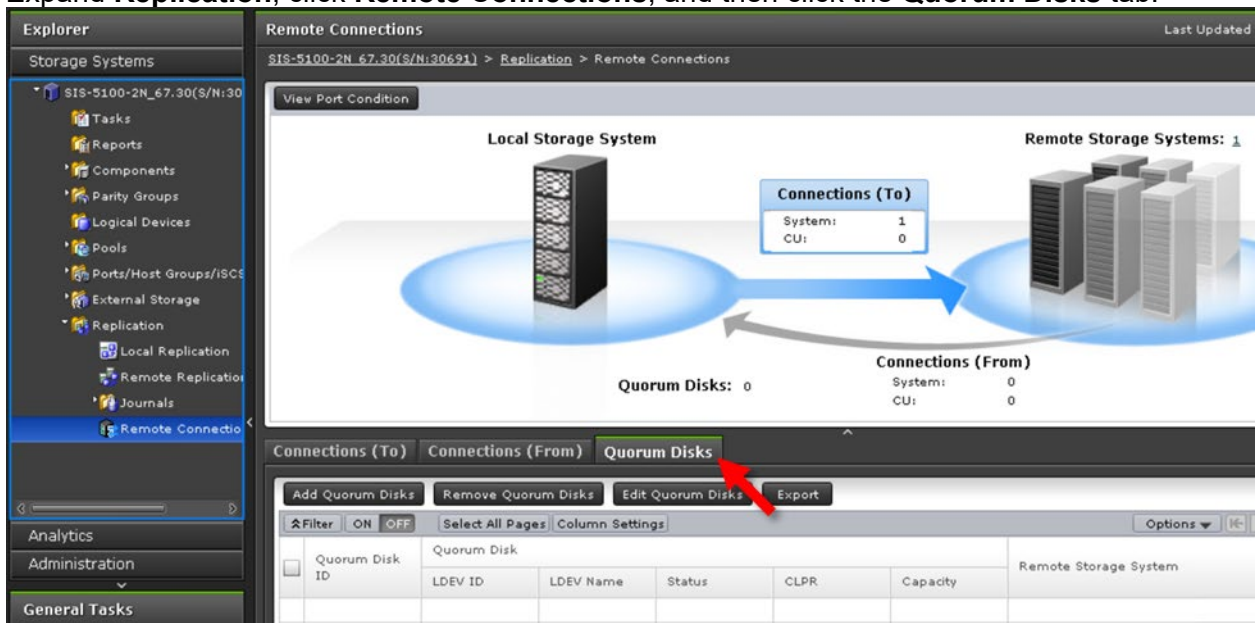 Expand Replication, click Remote Connections, and then click the Quorum Disks tab.
Explorer
Storage Systems
SIS-5100-2N_67.30(S/N:30
Tasks
Reports
Components
Parity Groups
Logical Devices
Pools
Ports/Host Groups/iSCS
External Storage
Replication
Local Replication
Remote Replication
Journals
Remote Connectio
Analytics
Administration
General Tasks
Remote Connections
Last Updated
SIS-5100-2N_67.30(S/N:30691) > Replication > Remote Connections
View Port Condition
Local Storage System
Remote Storage Systems: 1
Connections (To)
System: 1
CU: 0
Connections (From)
System: 0
CU: 0
Quorum Disks: 0
Connections (To) Connections (From) Quorum Disks
Add Quorum Disks Remove Quorum Disks Edit Quorum Disks Export
Filter ON OFF Select All Pages Column Settings Options
Quorum Disk
ID
Quorum Disk
LDEV ID LDEV Name Status CLPR Capacity
Remote Storage System